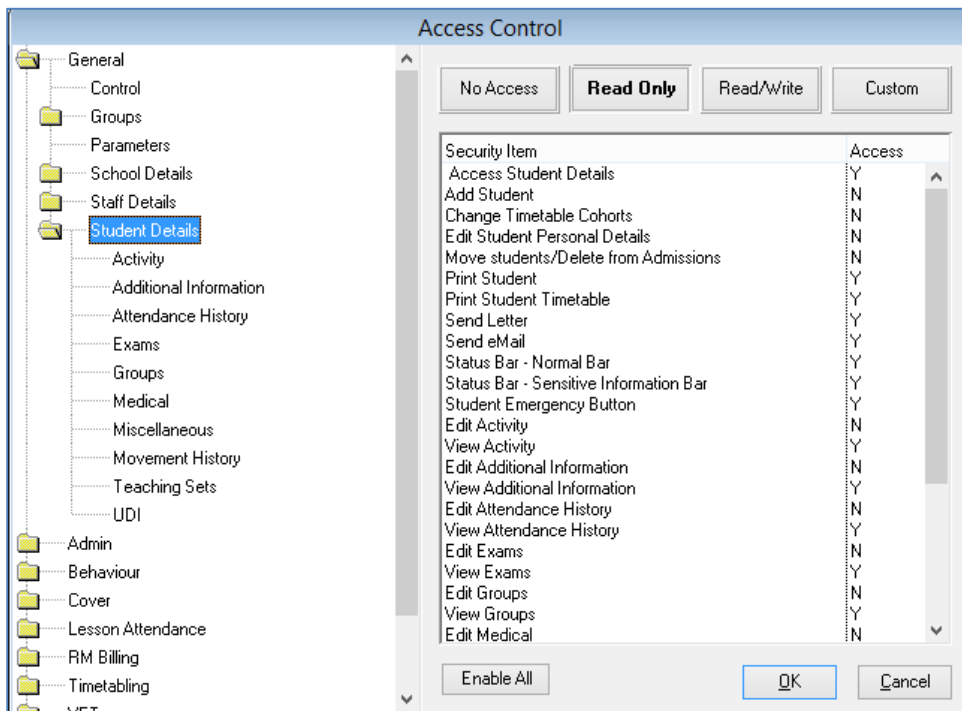 Access Control
General
Control
Groups
Parameters
School Details
Staff Details
Student Details
Activity
Additional Information
Attendance History
Exams
Groups
Medical
Miscellaneous
Movement History
Teaching Sets
UDI
Admin
Behaviour
Cover
Lesson Attendance
RM Billing
Timetabling
No Access Read Only Read/Write Custom
Security Item Access
Access Student Details Y
Add Student N
Change Timetable Cohorts N
Edit Student Personal Details N
Move students/Delete from Admissions N
Print Student Y
Print Student Timetable Y
Send Letter Y
Send eMail Y
Status Bar - Normal Bar Y
Status Bar - Sensitive Information Bar Y
Student Emergency Button Y
Edit Activity N
View Activity Y
Edit Additional Information N
View Additional Information Y
Edit Attendance History N
View Attendance History Y
Edit Exams N
View Exams Y
Edit Groups N
View Groups Y
Edit Medical N
Enable All OK Cancel